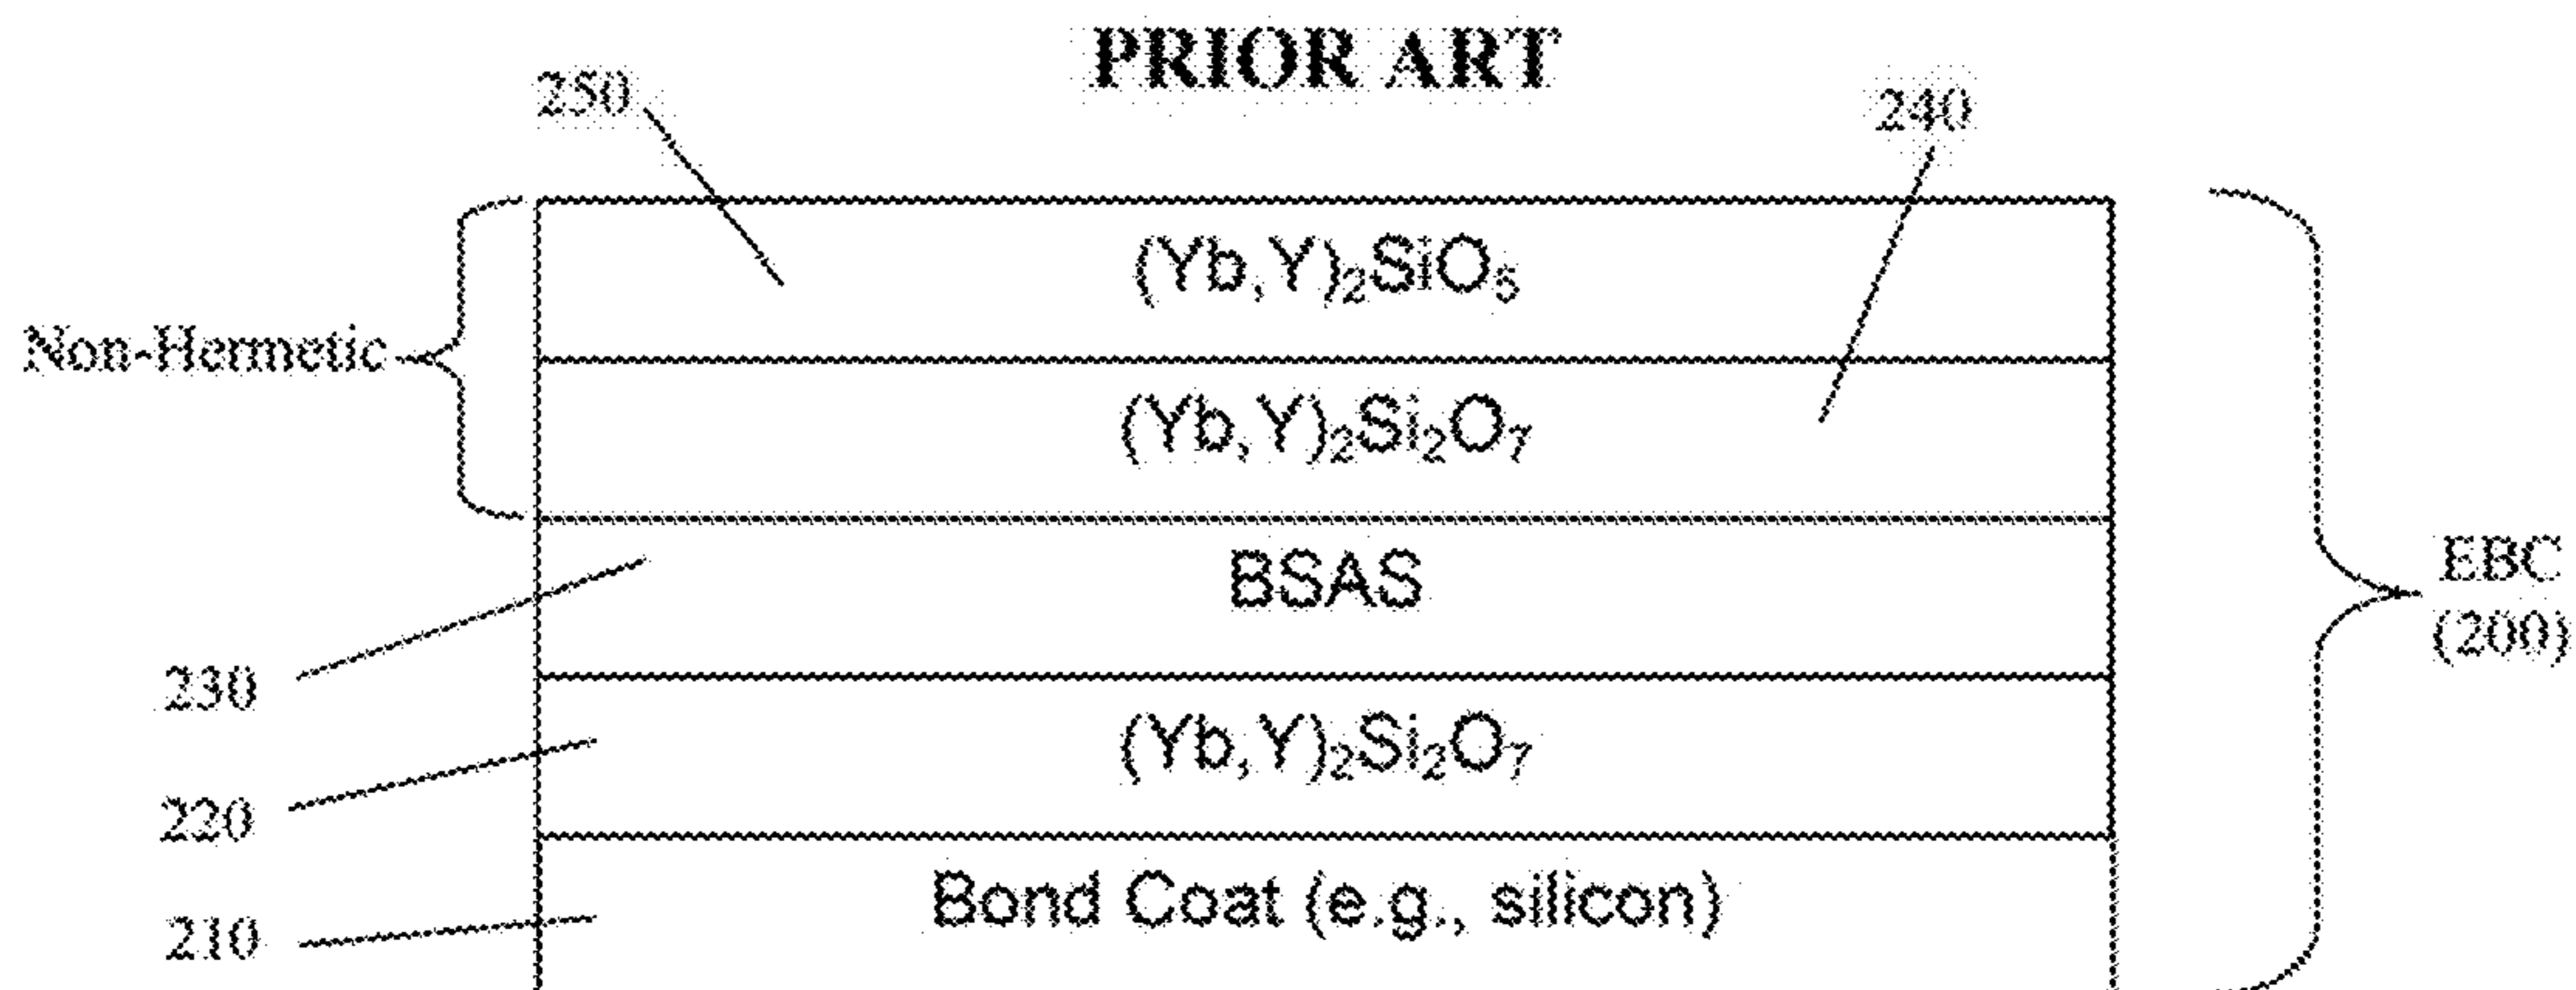 PRIOR ART
250
240
(Yb,Y)₂SiO₅
Non-Hermetic
(Yb,Y)₂Si₂O₇
BSAS
EBC
(200)
230
(Yb,Y)₂Si₂O₇
220
Bond Coat (e.g., silicon)
210